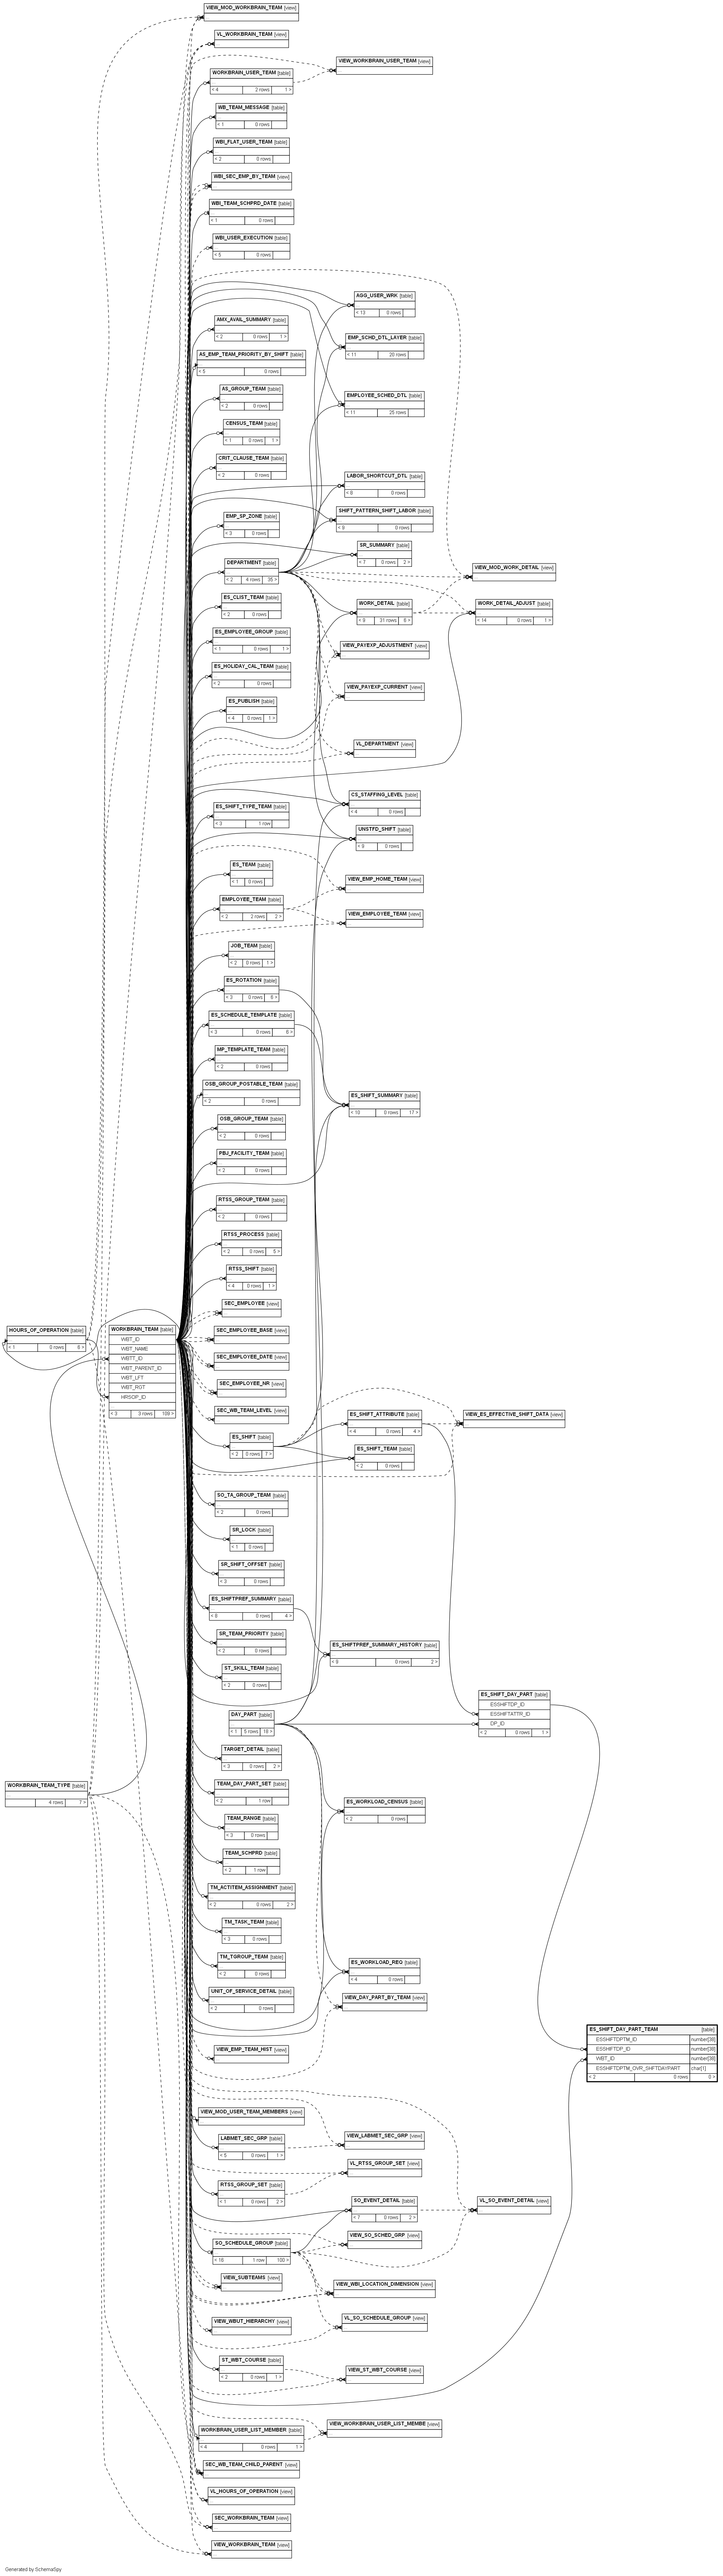 VIEW_MOD_WORKBRAIN_TEAM [view]
VL_WORKBRAIN_TEAM [view]
VIEW_WORKBRAIN_USER_TEAM [view]
WORKBRAIN_USER_TEAM [table]
< 4 2 rows 1 >
WB_TEAM_MESSAGE [table]
< 1 0 rows
WBI_FLAT_USER_TEAM [table]
< 2 0 rows
WBI_SEC_EMP_BY_TEAM [view]
WBI_TEAM_SCHPRD_DATE [table]
< 1 0 rows
WBI_USER_EXECUTION [table]
< 5 0 rows
AGG_USER_WRK [table]
< 13 0 rows
AMX_AVAIL_SUMMARY [table]
< 2 0 rows 1 >
EMP_SCHD_DTL_LAYER [table]
< 11 20 rows
AS_EMP_TEAM_PRIORITY_BY_SHIFT [table]
< 5 0 rows
AS_GROUP_TEAM [table]
< 2 0 rows
EMPLOYEE_SCHED_DTL [table]
< 11 25 rows
CENSUS_TEAM [table]
< 1 0 rows 1 >
CRIT_CLAUSE_TEAM [table]
< 2 0 rows
LABOR_SHORTCUT_DTL [table]
< 8 0 rows
EMP_SP_ZONE [table]
< 3 0 rows
SHIFT_PATTERN_SHIFT_LABOR [table]
< 9 0 rows
SR_SUMMARY [table]
< 7 0 rows 2 >
DEPARTMENT [table]
< 2 4 rows 35 >
VIEW_MOD_WORK_DETAIL [view]
ES_CLIST_TEAM [table]
< 2 0 rows
WORK_DETAIL [table]
< 9 31 rows 8 >
WORK_DETAIL_ADJUST [table]
< 14 0 rows 1 >
ES_EMPLOYEE_GROUP [table]
< 1 0 rows 1 >
VIEW_PAYEXP_ADJUSTMENT [view]
ES_HOLIDAY_CAL_TEAM [table]
< 2 0 rows
VIEW_PAYEXP_CURRENT [view]
ES_PUBLISH [table]
< 4 0 rows 1 >
VL_DEPARTMENT [view]
CS_STAFFING_LEVEL [table]
< 4 0 rows
ES_SHIFT_TYPE_TEAM [table]
< 3 1 row
UNSTFD_SHIFT [table]
< 8 0 rows
ES_TEAM [table]
< 1 0 rows
VIEW_EMP_HOME_TEAM [view]
EMPLOYEE_TEAM [table]
< 2 3 rows 2 >
VIEW_EMPLOYEE_TEAM [view]
JOB_TEAM [table]
< 2 0 rows 1 >
ES_ROTATION [table]
< 3 0 rows 8 >
ES_SCHEDULE_TEMPLATE [table]
< 3 0 rows 8 >
MP_TEMPLATE_TEAM [table]
< 2 0 rows
OSB_GROUP_POSTABLE_TEAM [table]
< 2 0 rows
ES_SHIFT_SUMMARY [table]
< 10 0 rows 17 >
OSB_GROUP_TEAM [table]
< 2 0 rows
PBJ_FACILITY_TEAM [table]
< 2 0 rows
RTSS_GROUP_TEAM [table]
< 2 0 rows
RTSS_PROCESS [table]
< 2 0 rows 5 >
RTSS_SHIFT [table]
< 4 0 rows 1 >
SEC_EMPLOYEE [view]
HOURS_OF_OPERATION [table]
< 1 0 rows 8 >
WORKBRAIN_TEAM [table]
WBT_ID
WBT_NAME
WBTT_ID
WBT_PARENT_ID
WBT_LFT
WBT_RGT
HRSOP_ID
...
< 3 3 rows 109 >
SEC_EMPLOYEE_BASE [view]
SEC_EMPLOYEE_DATE [view]
SEC_EMPLOYEE_NR [view]
SEC_WB_TEAM_LEVEL [view]
ES_SHIFT_ATTRIBUTE [table]
< 4 0 rows 4 >
VIEW_ES_EFFECTIVE_SHIFT_DATA [view]
ES_SHIFT [table]
< 2 0 rows 7 >
ES_SHIFT_TEAM [table]
< 2 0 rows
SO_TA_GROUP_TEAM [table]
< 2 0 rows
SR_LOCK [table]
< 1 0 rows
SR_SHIFT_OFFSET [table]
< 3 0 rows
ES_SHIFTPREF_SUMMARY [table]
< 8 0 rows 4 >
SR_TEAM_PRIORITY [table]
< 2 0 rows
ES_SHIFTPREF_SUMMARY_HISTORY [table]
< 8 0 rows 2 >
ST_SKILL_TEAM [table]
< 2 0 rows
ES_SHIFT_DAY_PART [table]
ESSHIFTDP_ID
ESSHIFTATTR_ID
DP_ID
< 2 0 rows 1 >
DAY_PART [table]
< 1 5 rows 18 >
TARGET_DETAIL [table]
< 3 0 rows 2 >
WORKBRAIN_TEAM_TYPE [table]
4 rows 7 >
TEAM_DAY_PART_SET [table]
< 2 1 row
ES_WORKLOAD_CENSUS [table]
< 2 0 rows
TEAM_RANGE [table]
< 3 0 rows
TEAM_SCHPRD [table]
< 2 1 row
TM_ACTITEM_ASSIGNMENT [table]
< 2 0 rows 2 >
TM_TASK_TEAM [table]
< 3 0 rows
TM_TGROUP_TEAM [table]
< 2 0 rows
ES_WORKLOAD_REG [table]
< 4 0 rows
UNIT_OF_SERVICE_DETAIL [table]
< 2 0 rows
VIEW_DAY_PART_BY_TEAM [view]
ES_SHIFT_DAY_PART_TEAM [table]
ESSHIFTDPTM_ID number[38]
ESSHIFTDP_ID number[38]
WBT_ID number[38]
ESSHIFTDPTM_OVR_SHFTDAYPART char[1]
< 2 0 rows 0 >
VIEW_EMP_TEAM_HIST [view]
VIEW_MOD_USER_TEAM_MEMBERS [view]
LABMET_SEC_GRP [table]
< 5 0 rows 1 >
VIEW_LABMET_SEC_GRP [view]
VL_RTSS_GROUP_SET [view]
RTSS_GROUP_SET [table]
< 1 0 rows 2 >
SO_EVENT_DETAIL [table]
< 7 0 rows 2 >
VL_SO_EVENT_DETAIL [view]
VIEW_SO_SCHED_GRP [view]
SO_SCHEDULE_GROUP [table]
< 16 1 row 100 >
VIEW_SUBTEAMS [view]
VIEW_WBI_LOCATION_DIMENSION [view]
VIEW_WBUT_HIERARCHY [view]
VL_SO_SCHEDULE_GROUP [view]
ST_WBT_COURSE [table]
< 2 0 rows 1 >
VIEW_ST_WBT_COURSE [view]
WORKBRAIN_USER_LIST_MEMBER [table]
< 4 0 rows 1 >
VIEW_WORKBRAIN_USER_LIST_MEMBE [view]
SEC_WB_TEAM_CHILD_PARENT [view]
VL_HOURS_OF_OPERATION [view]
SEC_WORKBRAIN_TEAM [view]
VIEW_WORKBRAIN_TEAM [view]
Generated by SchemaSpy